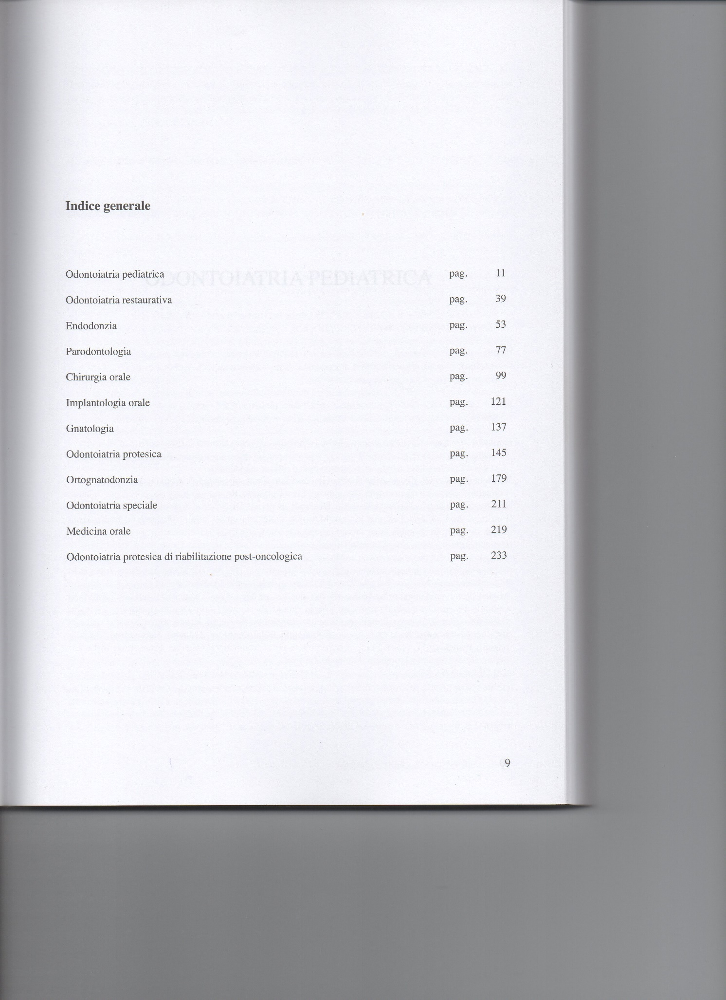 Indice generale
Odontoiatria pediatrica pag. 11
Odontoiatria restaurativa pag. 39
Endodonzia pag. 53
Parodontologia pag. 77
Chirurgia orale pag. 99
Implantologia orale pag. 121
Gnatologia pag. 137
Odontoiatria protesica pag. 145
Ortognatodonzia pag. 179
Odontoiatria speciale pag. 211
Medicina orale pag. 219
Odontoiatria protesica di riabilitazione post-oncologica pag. 233
9